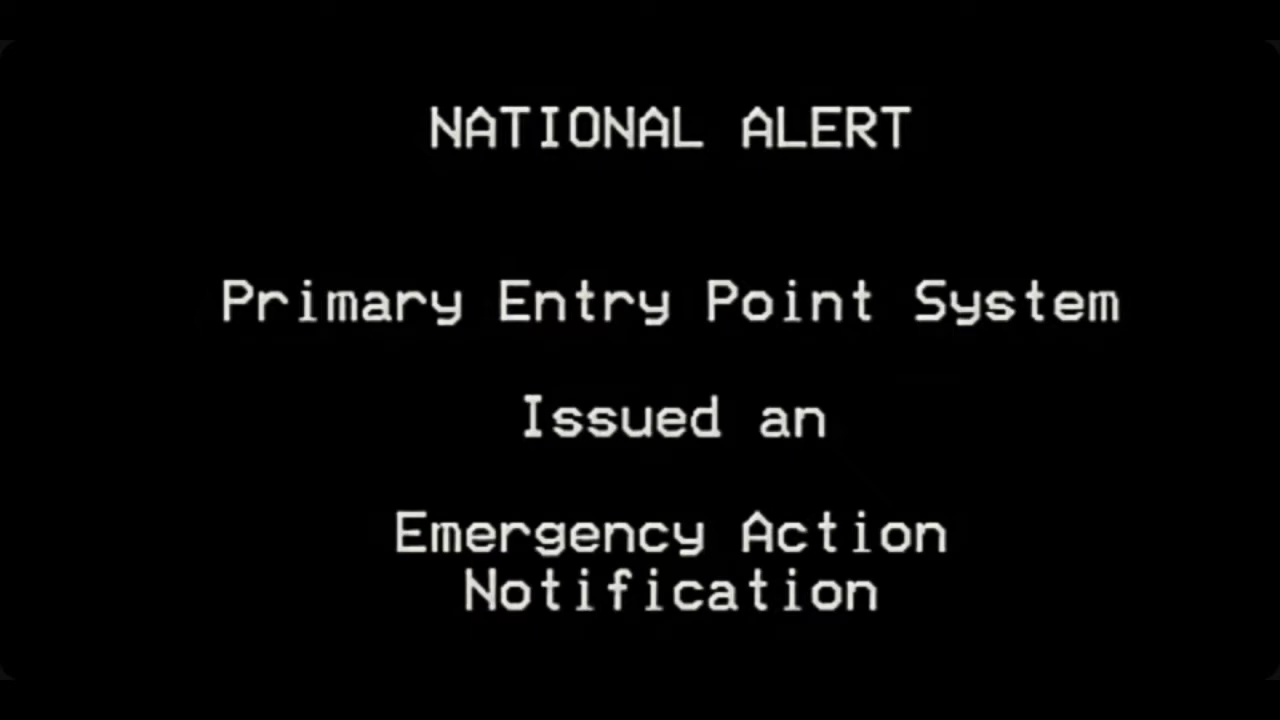 NATIONAL ALERT
Primary Entry Point System
Issued an
Emergency Action
Notification